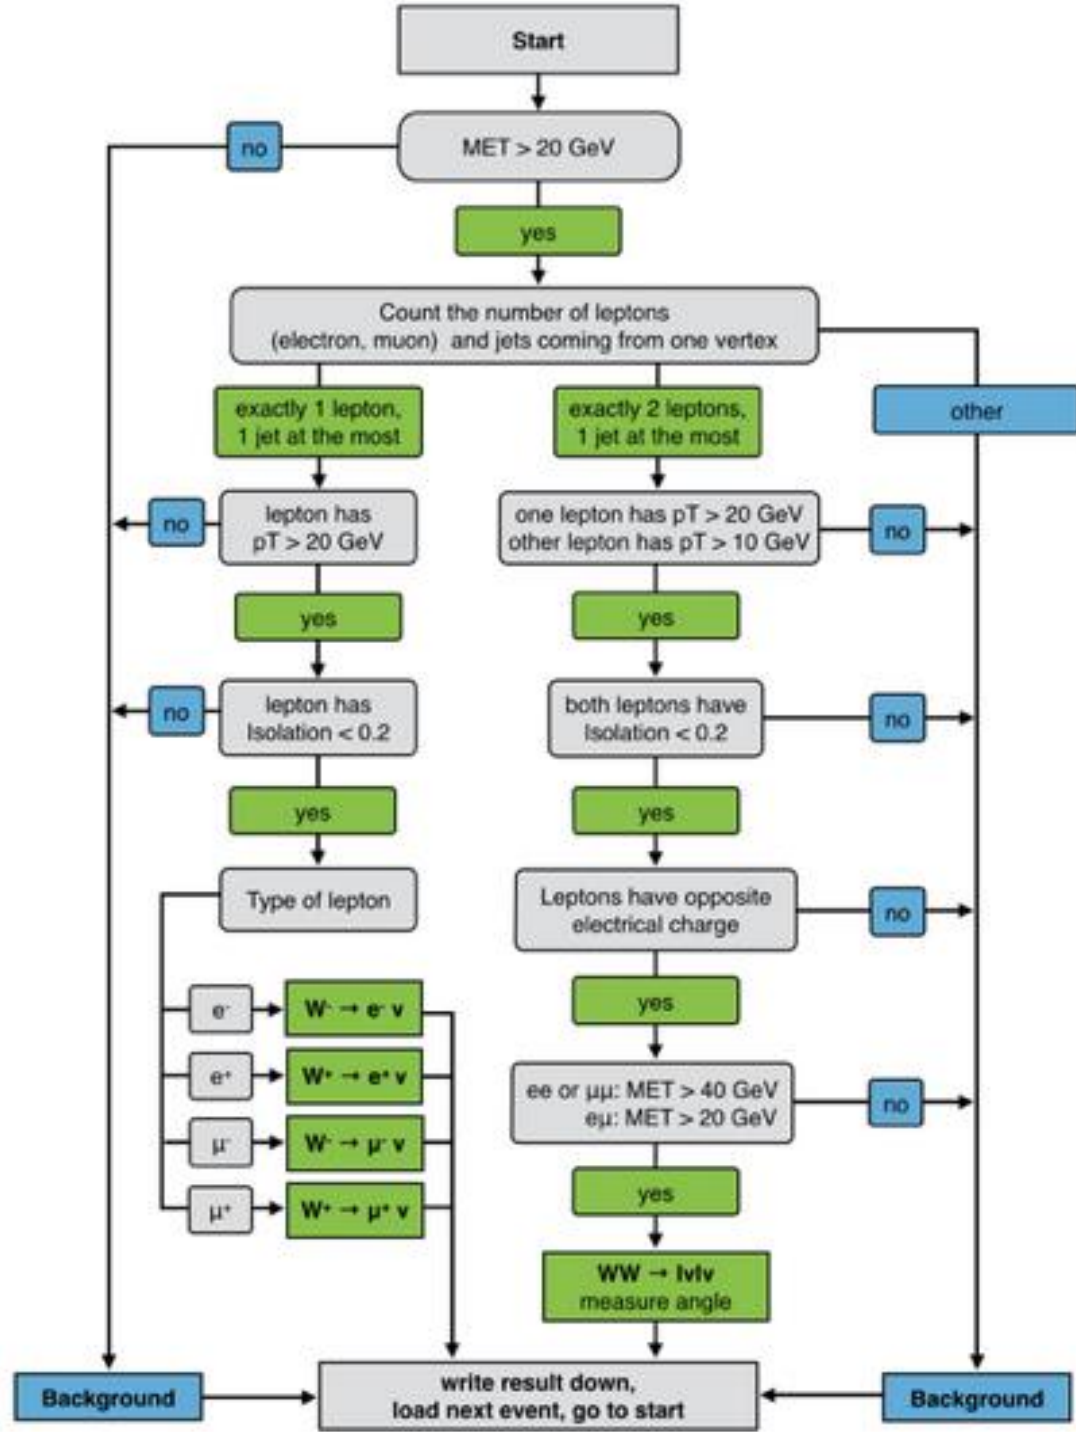 Start
no
MET > 20 GeV
yes
Count the number of leptons
(electron, muon) and jets coming from one vertex
exactly 1 lepton,
1 jet at the most
exactly 2 leptons,
1 jet at the most
other
no
lepton has
pT > 20 GeV
one lepton has pT > 20 GeV
other lepton has pT > 10 GeV
no
yes
yes
no
lepton has
Isolation < 0.2
both leptons have
Isolation < 0.2
no
yes
yes
Type of lepton
Leptons have opposite
electrical charge
no
yes
e⁻
W⁻ → e⁻ ν
e⁺
W⁺ → e⁺ ν
μ⁻
W⁻ → μ⁻ ν
μ⁺
W⁺ → μ⁺ ν
ee or μμ: MET > 40 GeV
eμ: MET > 20 GeV
no
yes
WW → lνlν
measure angle
Background
write result down,
load next event, go to start
Background